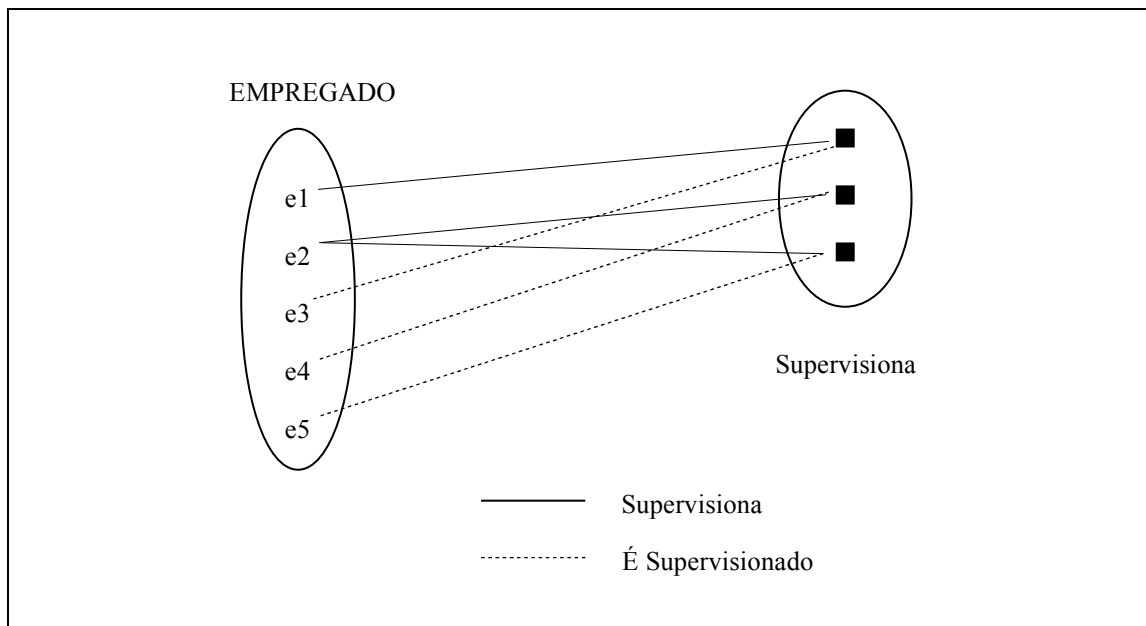 EMPREGADO
e1
e2
e3
e4
e5
Supervisiona
Supervisiona
É Supervisionado